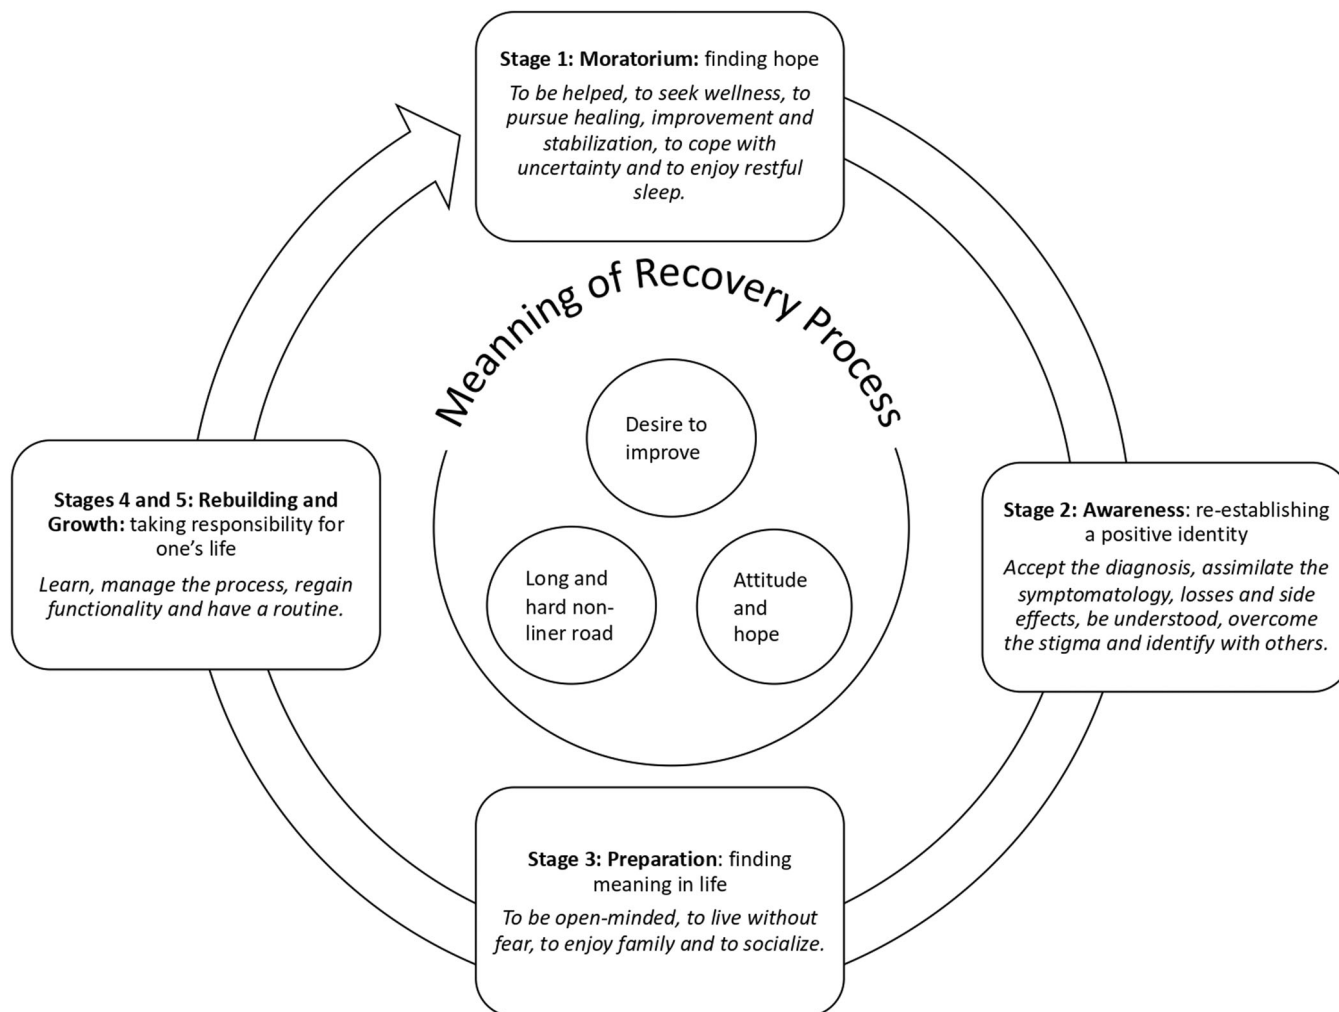 Stage 1: Moratorium: finding hope
To be helped, to seek wellness, to
pursue healing, improvement and
stabilization, to cope with
uncertainty and to enjoy restful
sleep.
Meanning of Recovery Process
Desire to
improve
Long and
hard non-
liner road
Attitude
and
hope
Stage 2: Awareness: re-establishing
a positive identity
Accept the diagnosis, assimilate the
symptomatology, losses and side
effects, be understood, overcome
the stigma and identify with others.
Stage 3: Preparation: finding
meaning in life
To be open-minded, to live without
fear, to enjoy family and to socialize.
Stages 4 and 5: Rebuilding and
Growth: taking responsibility for
one’s life
Learn, manage the process, regain
functionality and have a routine.